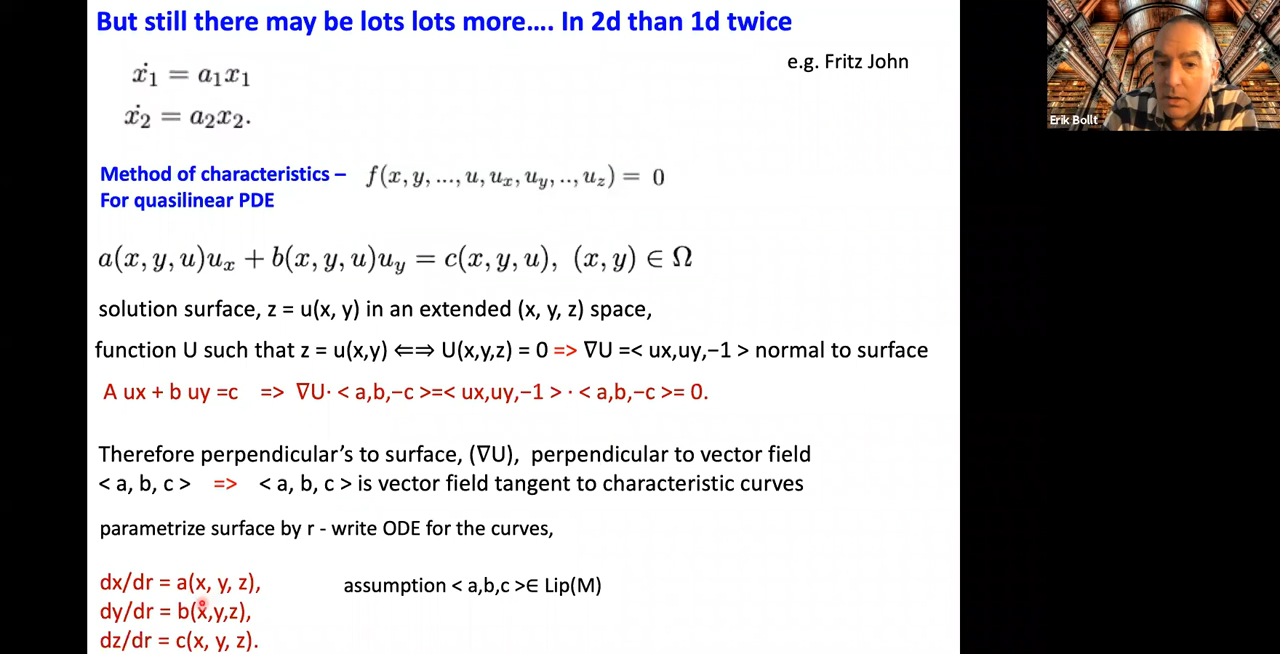 But still there may be lots lots more…. In 2d than 1d twice
e.g. Fritz John
ẋ₁ = a₁x₁
ẋ₂ = a₂x₂.
Erik Bollt
Method of characteristics – f(x, y, ..., u, uₓ, u_y, .., u_z) = 0
For quasilinear PDE
a(x, y, u)uₓ + b(x, y, u)u_y = c(x, y, u), (x, y) ∈ Ω
solution surface, z = u(x, y) in an extended (x, y, z) space,
function U such that z = u(x,y) ⟺ U(x,y,z) = 0 => ∇U =< ux,uy,−1 > normal to surface
A ux + b uy =c => ∇U· < a,b,−c >=< ux,uy,−1 > · < a,b,−c >= 0.
Therefore perpendicular’s to surface, (∇U), perpendicular to vector field
< a, b, c > => < a, b, c > is vector field tangent to characteristic curves
parametrize surface by r - write ODE for the curves,
dx/dr = a(x, y, z),
assumption < a,b,c >∈ Lip(M)
dy/dr = b(x,y,z),
dz/dr = c(x, y, z).